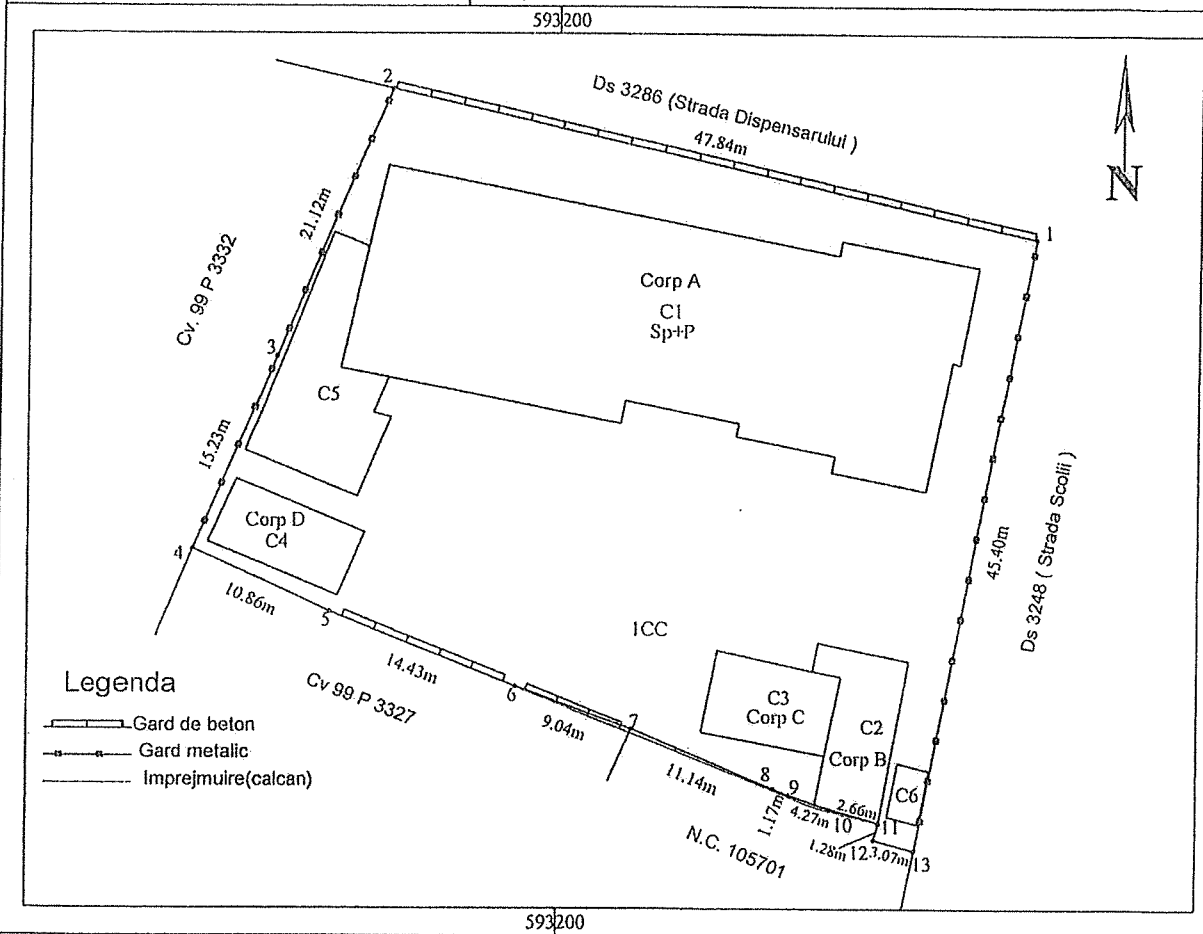 593200
2
Ds 3286 (Strada Dispensarului )
47.84m
N
1
21.12m
Cv. 99 P 3332
Corp A
C1
Sp+P
3
C5
15.23m
45.40m
Ds 3248 ( Strada Scolii )
Corp D
C4
4
10.86m
5
14.43m
1CC
Legenda
Gard de beton
Gard metalic
Imprejmuire(calcan)
Cv 99 P 3327
6
9.04m
7
C3
Corp C
C2
Corp B
C6
11.14m
8
9
1.17m
4.27m
10
2.66m
11
1.28m
12
3.07m
13
N.C. 105701
593200